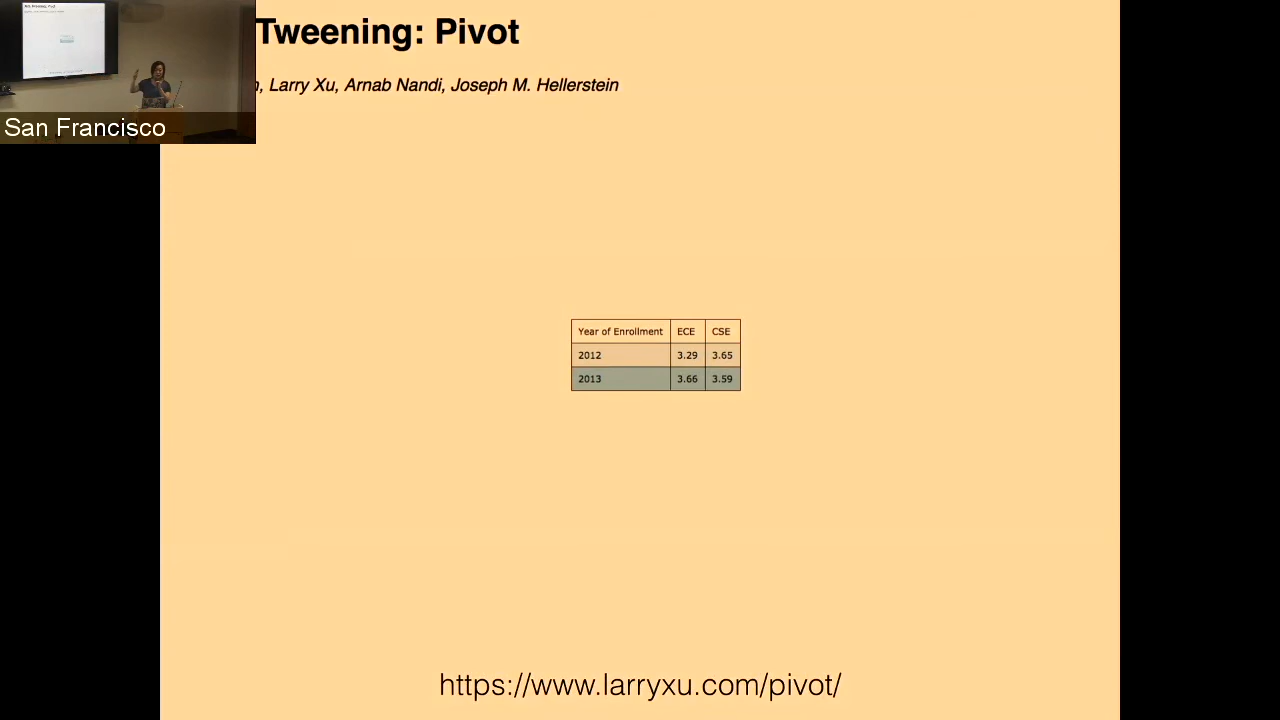 Tweening: Pivot
Larry Xu, Arnab Nandi, Joseph M. Hellerstein
San Francisco
Year of Enrollment ECE CSE
2012 3.29 3.65
2013 3.66 3.59
https://www.larryxu.com/pivot/